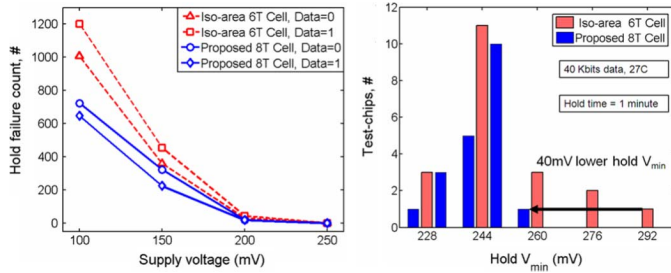 Iso-area 6T Cell, Data=0
Iso-area 6T Cell, Data=1
Proposed 8T Cell, Data=0
Proposed 8T Cell, Data=1
Hold failure count, #
1200
1000
800
600
400
200
0
100 150 200 250
Supply voltage (mV)
Iso-area 6T Cell
Proposed 8T Cell
40 Kbits data, 27C
Hold time = 1 minute
40mV lower hold Vmin
Test-chips, #
12
10
8
6
4
2
0
228 244 260 276 292
Hold Vmin (mV)